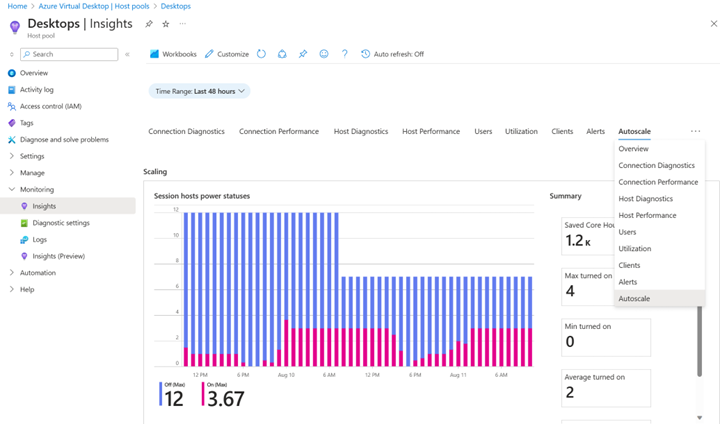 Home > Azure Virtual Desktop | Host pools > Desktops
Desktops | Insights
Host pool
Search
Overview
Activity log
Access control (IAM)
Tags
Diagnose and solve problems
Settings
Manage
Monitoring
Insights
Diagnostic settings
Logs
Insights (Preview)
Automation
Help
Workbooks
Customize
Auto refresh: Off
Time Range: Last 48 hours
Connection Diagnostics
Connection Performance
Host Diagnostics
Host Performance
Users
Utilization
Clients
Alerts
Autoscale
Overview
Connection Diagnostics
Connection Performance
Host Diagnostics
Host Performance
Users
Utilization
Clients
Alerts
Autoscale
Scaling
Session hosts power statuses
12
10
8
6
4
2
0
12 PM
6 PM
Aug 10
6 AM
12 PM
6 PM
Aug 11
6 AM
Off (Max)
12
On (Max)
3.67
Summary
Saved Core Hou
1.2 K
Max turned on
4
Min turned on
0
Average turned on
2